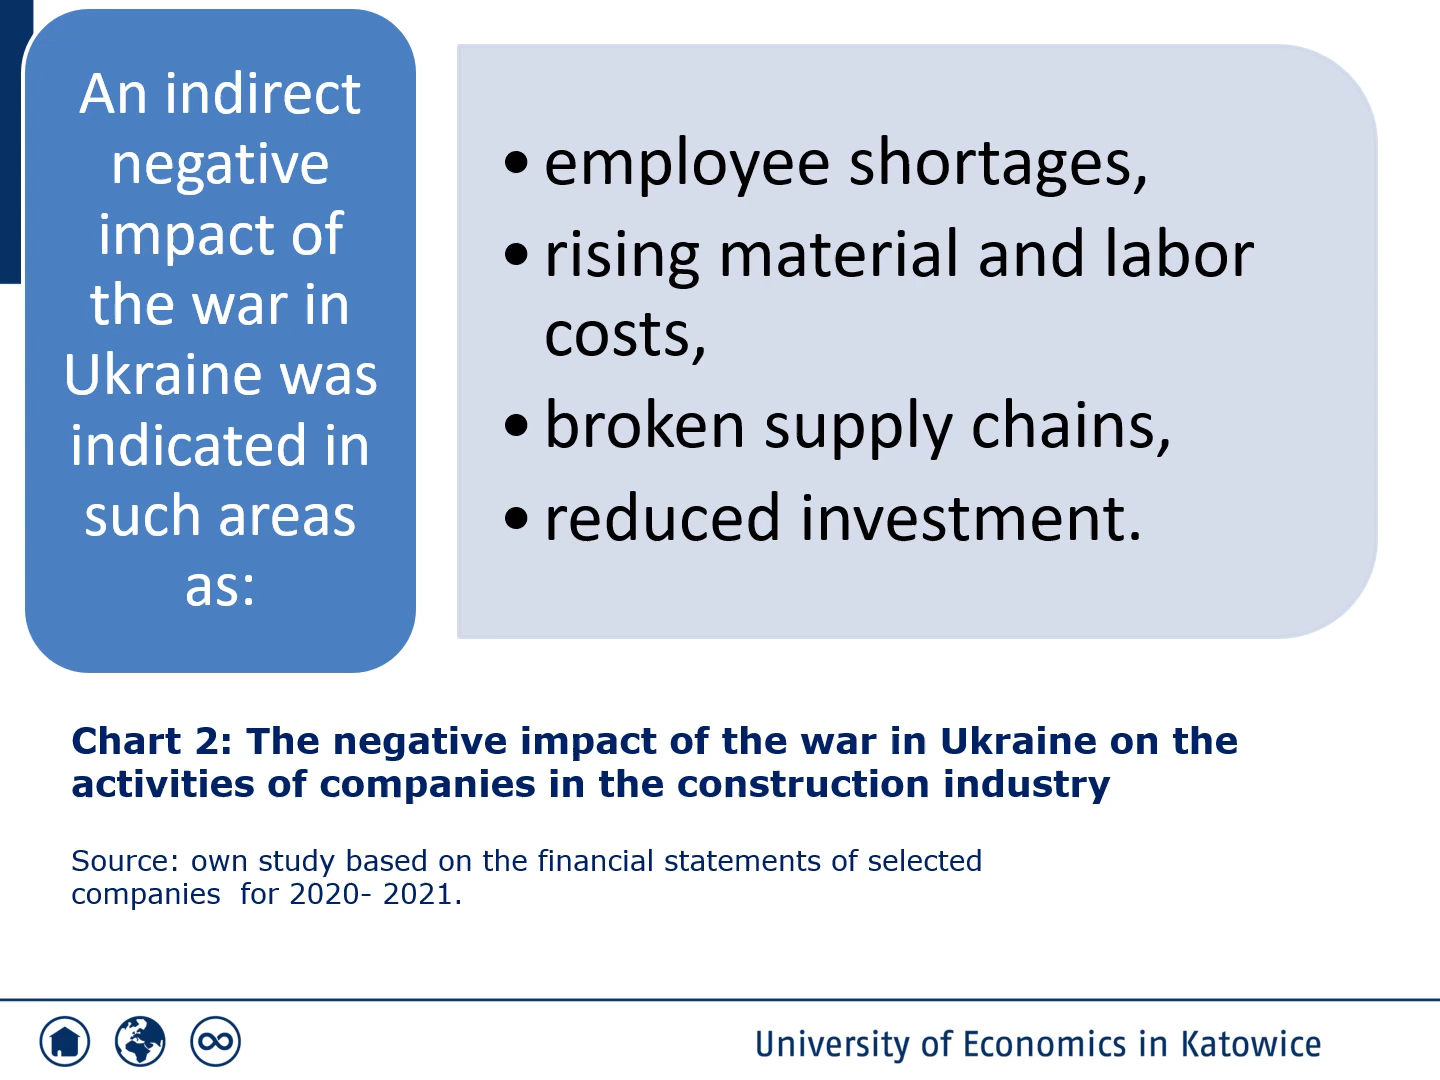 An indirect
negative
impact of
the war in
Ukraine was
indicated in
such areas
as:
• employee shortages,
• rising material and labor
costs,
• broken supply chains,
• reduced investment.
Chart 2: The negative impact of the war in Ukraine on the
activities of companies in the construction industry
Source: own study based on the financial statements of selected
companies  for 2020- 2021.
University of Economics in Katowice